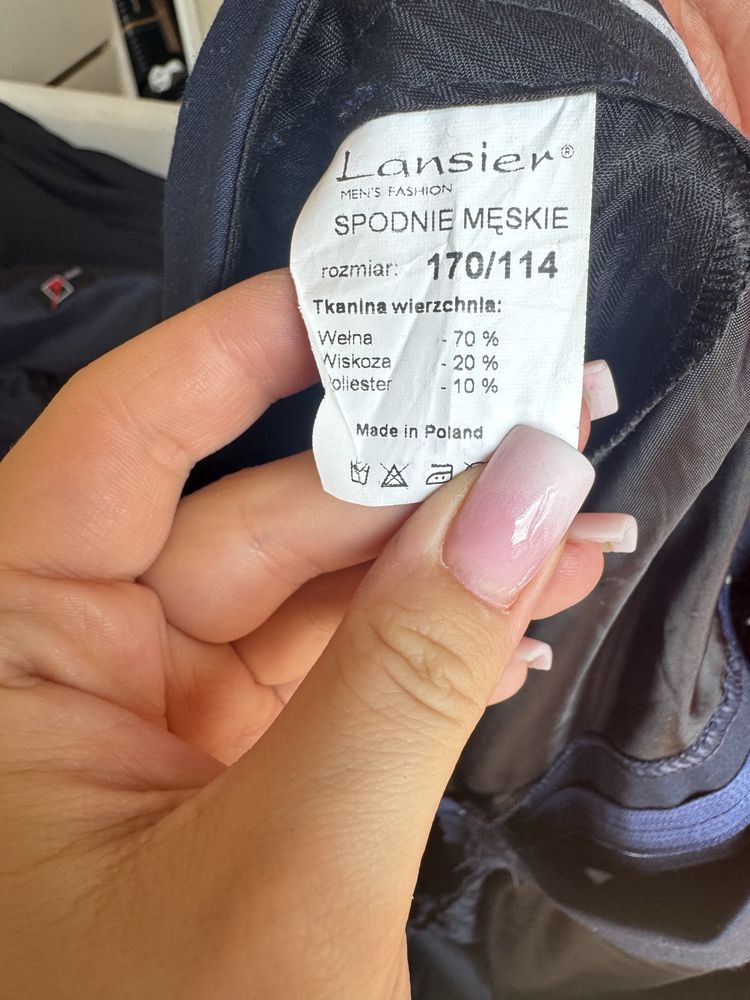 Lansier®
MEN'S FASHION
SPODNIE MĘSKIE
rozmiar: 170/114
Tkanina wierzchnia:
Wełna - 70 %
Wiskoza - 20 %
Poliester - 10 %
Made in Poland